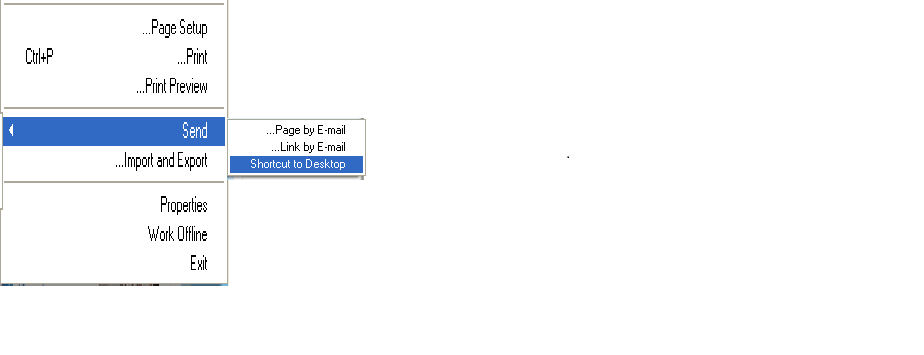 ...Page Setup
Ctrl+P ...Print
...Print Preview
Send
...Import and Export
Properties
Work Offline
Exit
...Page by E-mail
...Link by E-mail
Shortcut to Desktop